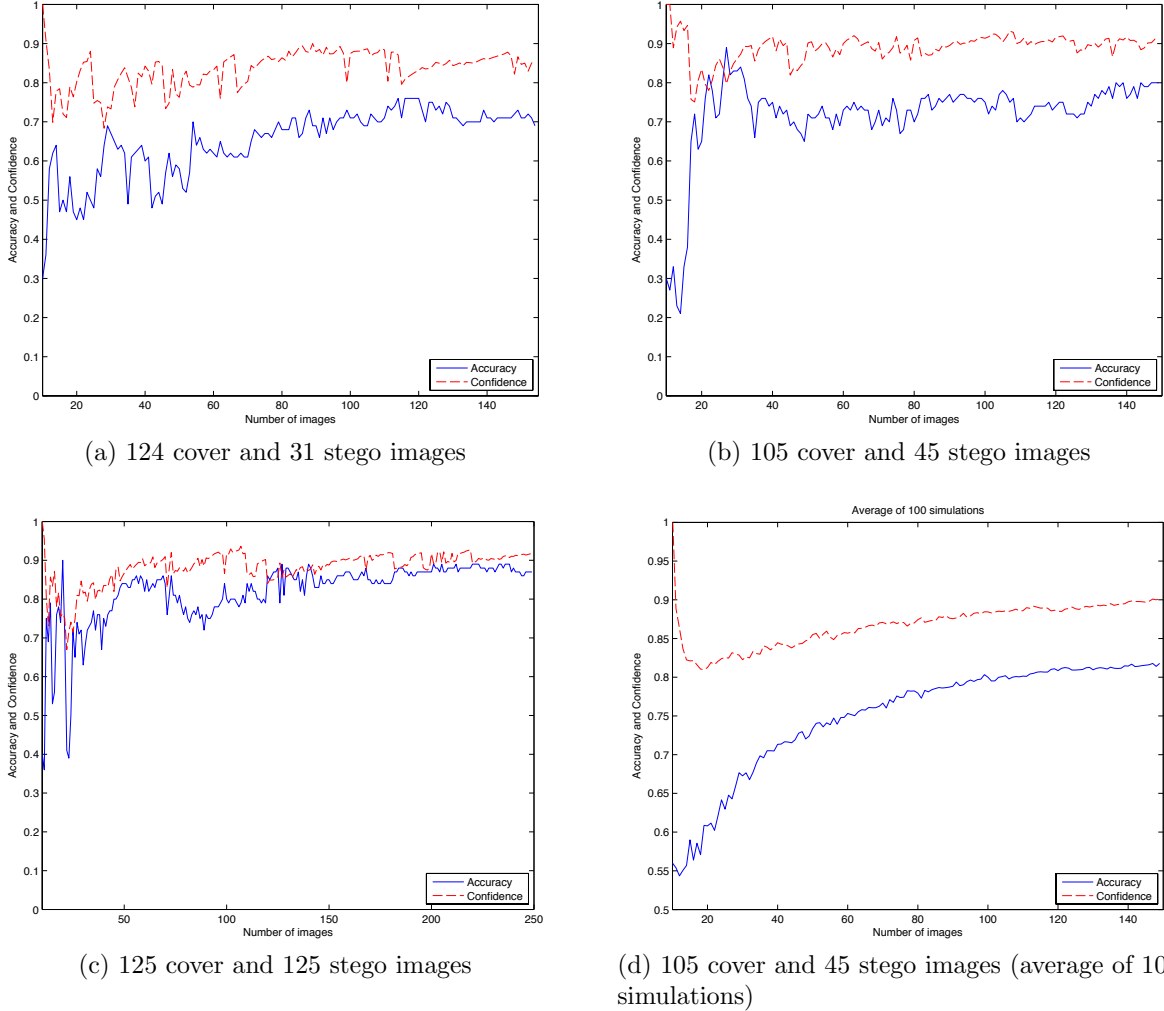 1
0.9
0.8
0.7
0.6
0.5
0.4
0.3
0.2
0.1
0
Accuracy and Confidence
20 40 60 80 100 120 140
Number of images
Accuracy
Confidence
(a) 124 cover and 31 stego images
1
0.9
0.8
0.7
0.6
0.5
0.4
0.3
0.2
0.1
0
Accuracy and Confidence
20 40 60 80 100 120 140
Number of images
Accuracy
Confidence
(b) 105 cover and 45 stego images
1
0.9
0.8
0.7
0.6
0.5
0.4
0.3
0.2
0.1
0
Accuracy and Confidence
50 100 150 200 250
Number of images
Accuracy
Confidence
(c) 125 cover and 125 stego images
Average of 100 simulations
1
0.95
0.9
0.85
0.8
0.75
0.7
0.65
0.6
0.55
0.5
Accuracy and Confidence
20 40 60 80 100 120 140
Number of images
Accuracy
Confidence
(d) 105 cover and 45 stego images (average of 10
simulations)